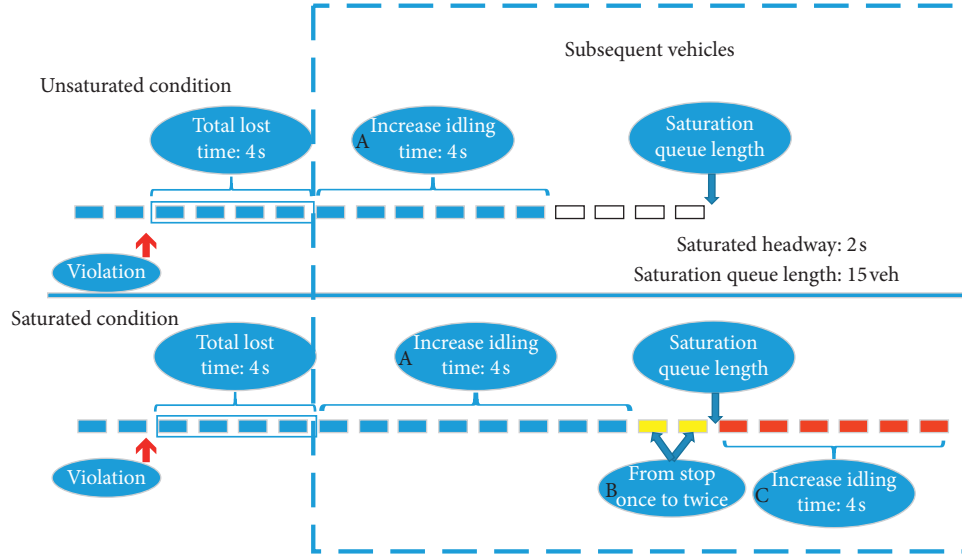 Subsequent vehicles
Unsaturated condition
Total lost
time: 4 s
A
Increase idling
time: 4 s
Saturation
queue length
Violation
Saturated headway: 2 s
Saturation queue length: 15 veh
Saturated condition
Total lost
time: 4 s
A
Increase idling
time: 4 s
Saturation
queue length
Violation
B
From stop
once to twice
C
Increase idling
time: 4 s